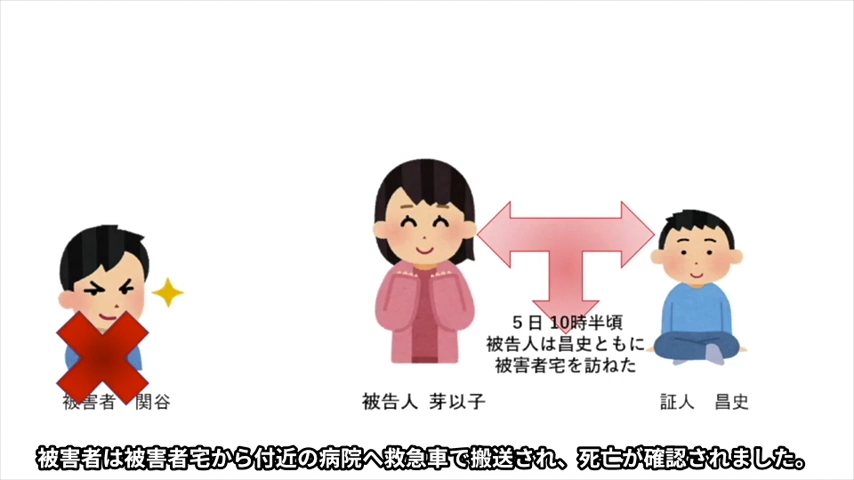 5日 10時半頃
被告人は昌史ともに
被害者宅を訪ねた
被害者 関谷
被告人 芽以子
証人 昌史
被害者は被害者宅から付近の病院へ救急車で搬送され、死亡が確認されました。